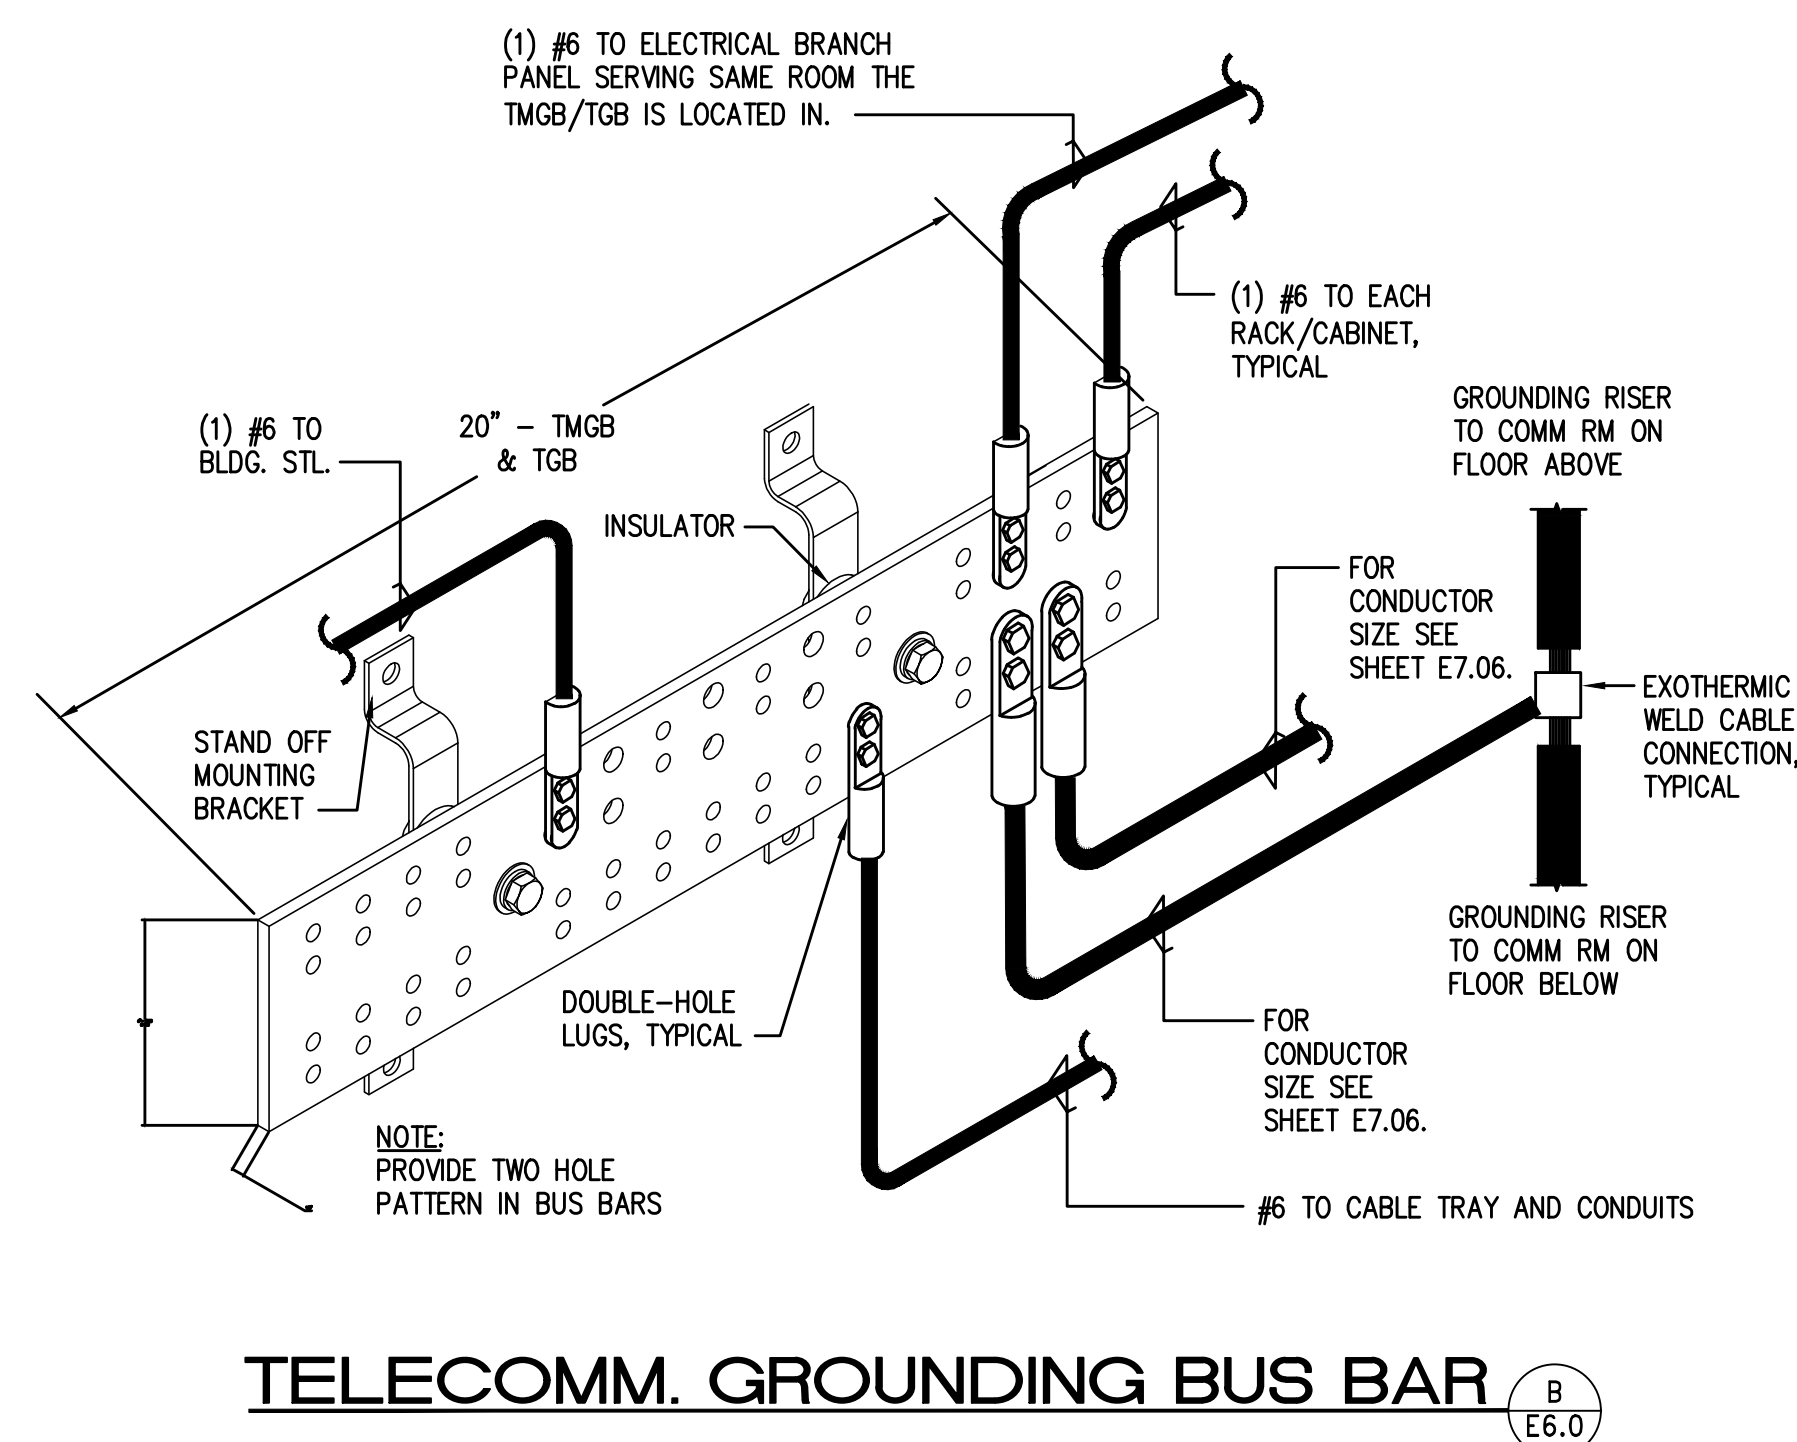 (1) #6 TO ELECTRICAL BRANCH
PANEL SERVING SAME ROOM THE
TMGB/TGB IS LOCATED IN.
(1) #6 TO EACH
RACK/CABINET,
TYPICAL
(1) #6 TO
BLDG. STL.
20" - TMGB
& TGB
INSULATOR
GROUNDING RISER
TO COMM RM ON
FLOOR ABOVE
FOR
CONDUCTOR
SIZE SEE
SHEET E7.06.
EXOTHERMIC
WELD CABLE
CONNECTION,
TYPICAL
STAND OFF
MOUNTING
BRACKET
GROUNDING RISER
TO COMM RM ON
FLOOR BELOW
DOUBLE-HOLE
LUGS, TYPICAL
FOR
CONDUCTOR
SIZE SEE
SHEET E7.06.
NOTE:
PROVIDE TWO HOLE
PATTERN IN BUS BARS
#6 TO CABLE TRAY AND CONDUITS
TELECOMM. GROUNDING BUS BAR
B
E6.0